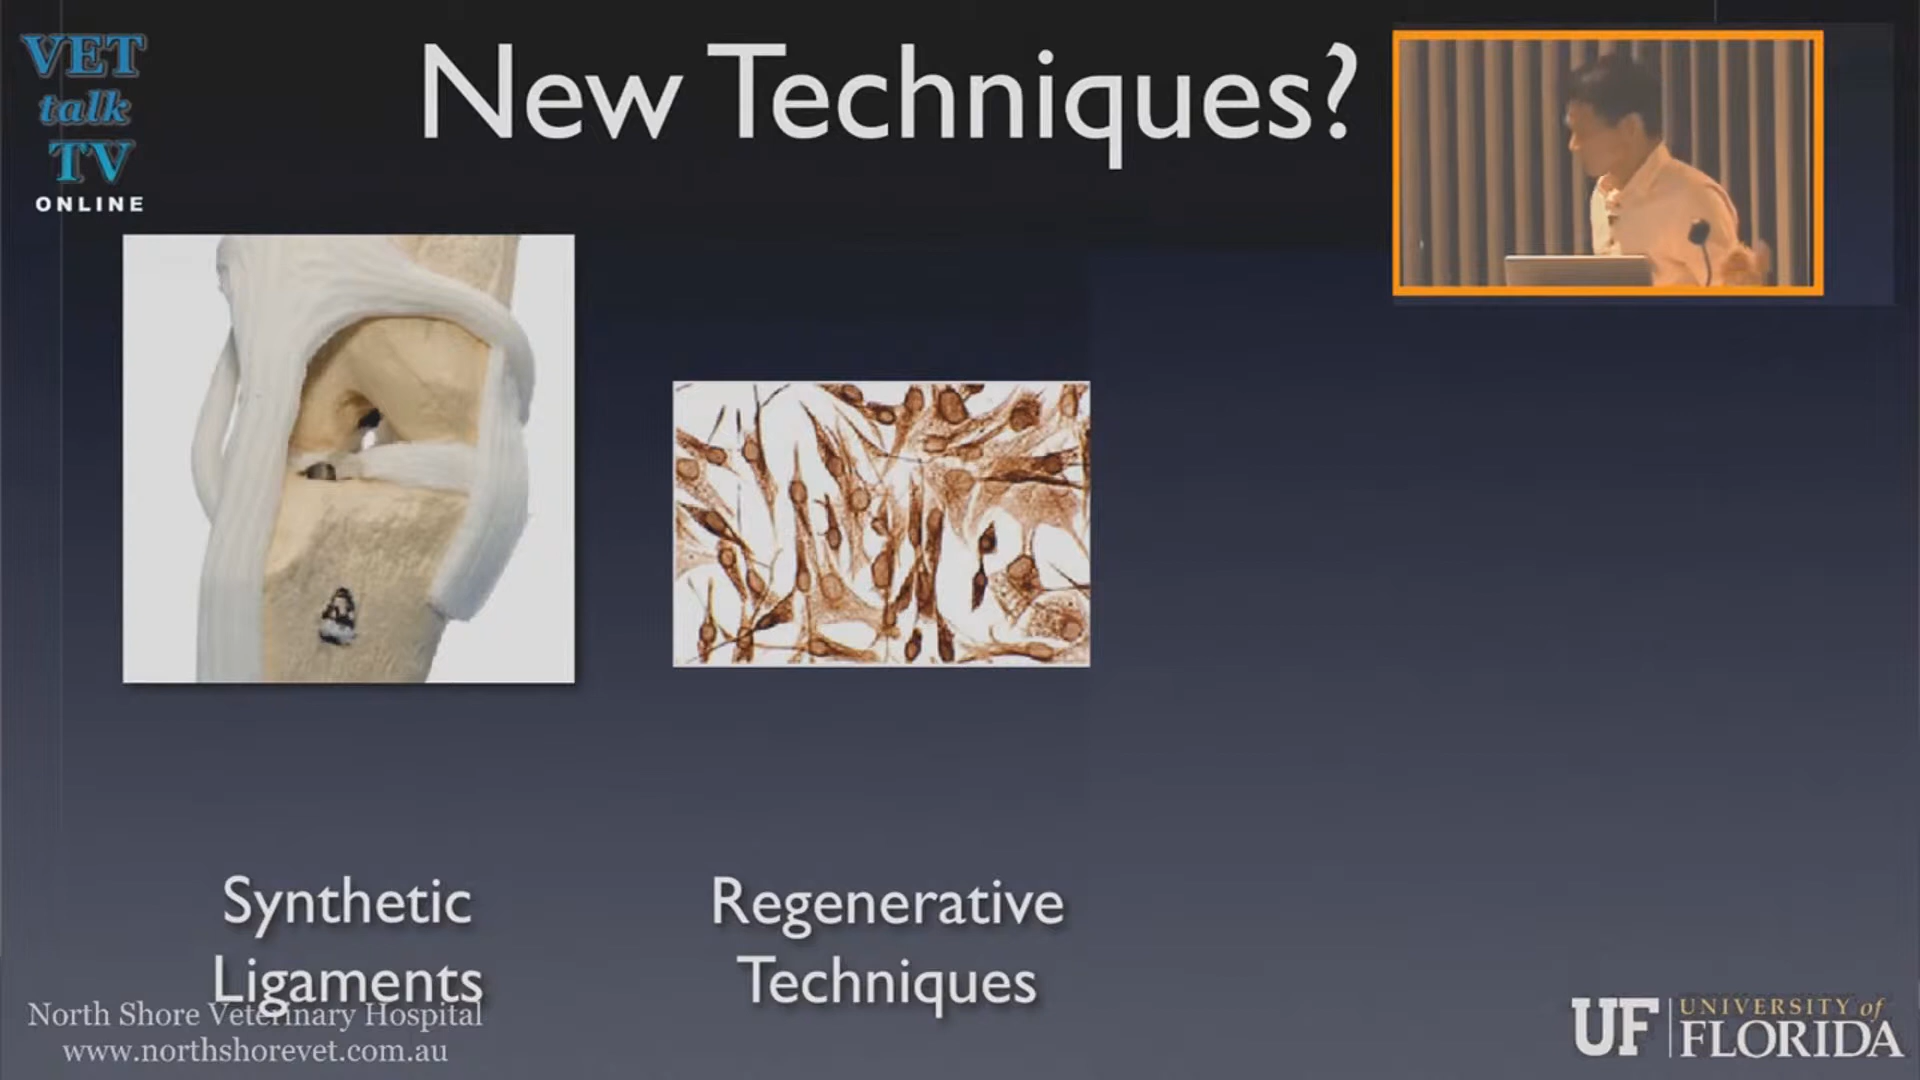 VET
talk
TV
ONLINE
New Techniques?
Synthetic
Ligaments
Regenerative
Techniques
North Shore Veterinary Hospital
www.northshorevet.com.au
UF UNIVERSITY of
FLORIDA